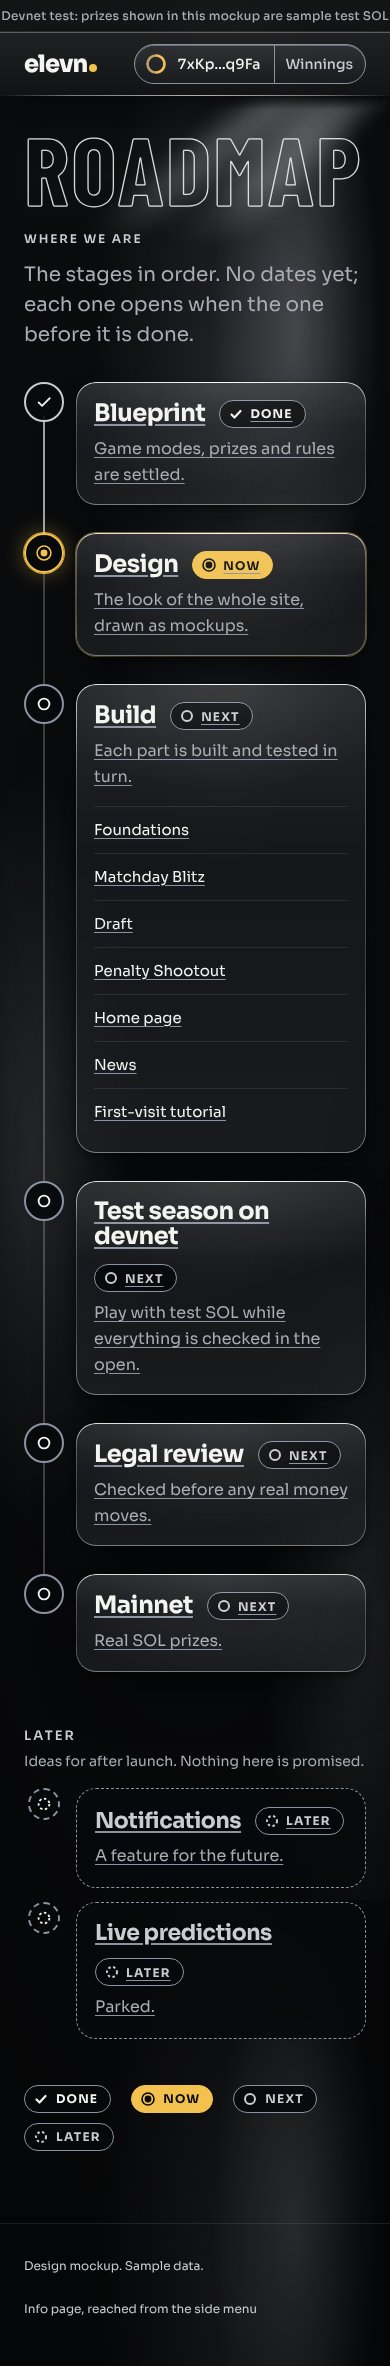 Devnet test: prizes shown in this mockup are sample test SOL
elevn.
7xKp...q9Fa
Winnings
ROADMAP
WHERE WE ARE
The stages in order. No dates yet;
each one opens when the one
before it is done.
Blueprint
DONE
Game modes, prizes and rules
are settled.
Design
NOW
The look of the whole site,
drawn as mockups.
Build
NEXT
Each part is built and tested in
turn.
Foundations
Matchday Blitz
Draft
Penalty Shootout
Home page
News
First-visit tutorial
Test season on
devnet
NEXT
Play with test SOL while
everything is checked in the
open.
Legal review
NEXT
Checked before any real money
moves.
Mainnet
NEXT
Real SOL prizes.
LATER
Ideas for after launch. Nothing here is promised.
Notifications
LATER
A feature for the future.
Live predictions
LATER
Parked.
DONE
NOW
NEXT
LATER
Design mockup. Sample data.
Info page, reached from the side menu